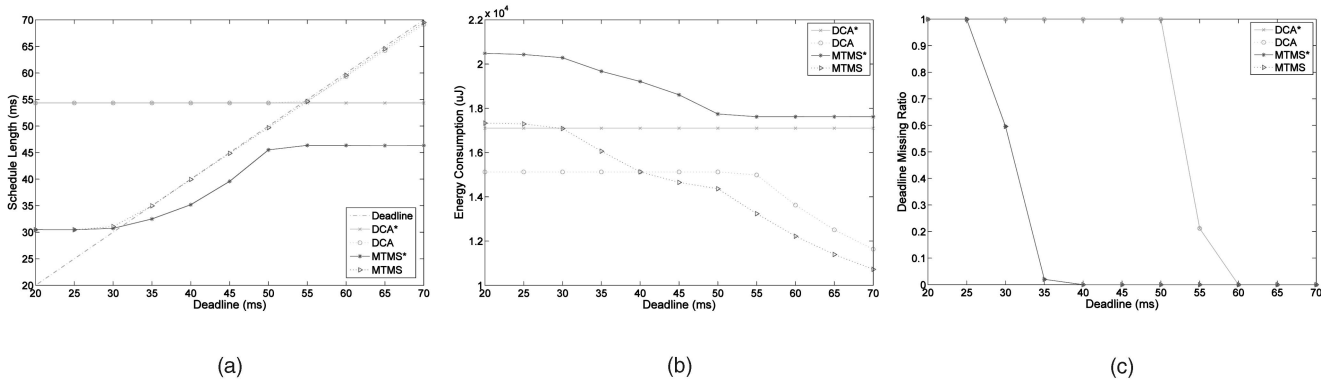 70
65
60
55
50
45
40
35
30
25
20
Schedule Length (ms)
Deadline
DCA*
DCA
MTMS*
MTMS
20 25 30 35 40 45 50 55 60 65 70
Deadline (ms)
(a)
2.2 x 10⁴
2
1.8
1.6
1.4
1.2
1
Energy Consumption (uJ)
DCA*
DCA
MTMS*
MTMS
20 25 30 35 40 45 50 55 60 65 70
Deadline (ms)
(b)
1
0.9
0.8
0.7
0.6
0.5
0.4
0.3
0.2
0.1
0
Deadline Missing Ratio
DCA*
DCA
MTMS*
MTMS
20 25 30 35 40 45 50 55 60 65 70
Deadline (ms)
(c)